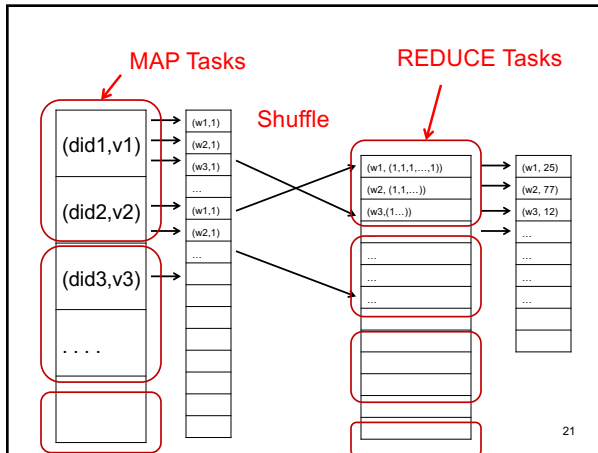 MAP Tasks
REDUCE Tasks
Shuffle
(did1,v1)
(did2,v2)
(did3,v3)
. . . .
(w1,1)
(w2,1)
(w3,1)
...
(w1,1)
(w2,1)
...
(w1, (1,1,1,...,1))
(w2, (1,1,...))
(w3,(1...))
...
...
...
(w1, 25)
(w2, 77)
(w3, 12)
...
...
...
...
21